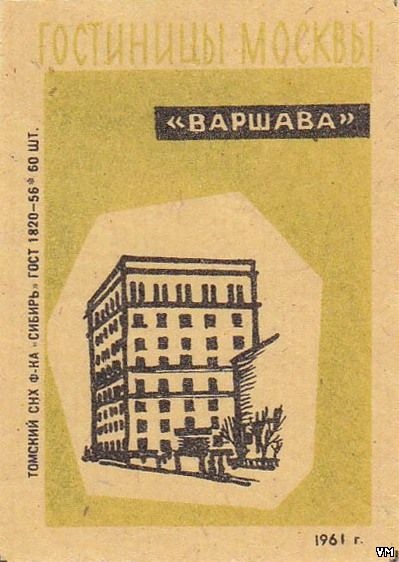 ГОСТИНИЦЫ МОСКВЫ
«ВАРШАВА»
ТОМСКИЙ СНХ Ф-КА «СИБИРЬ» ГОСТ 1820–56* 60 ШТ.
1961 г.
VM